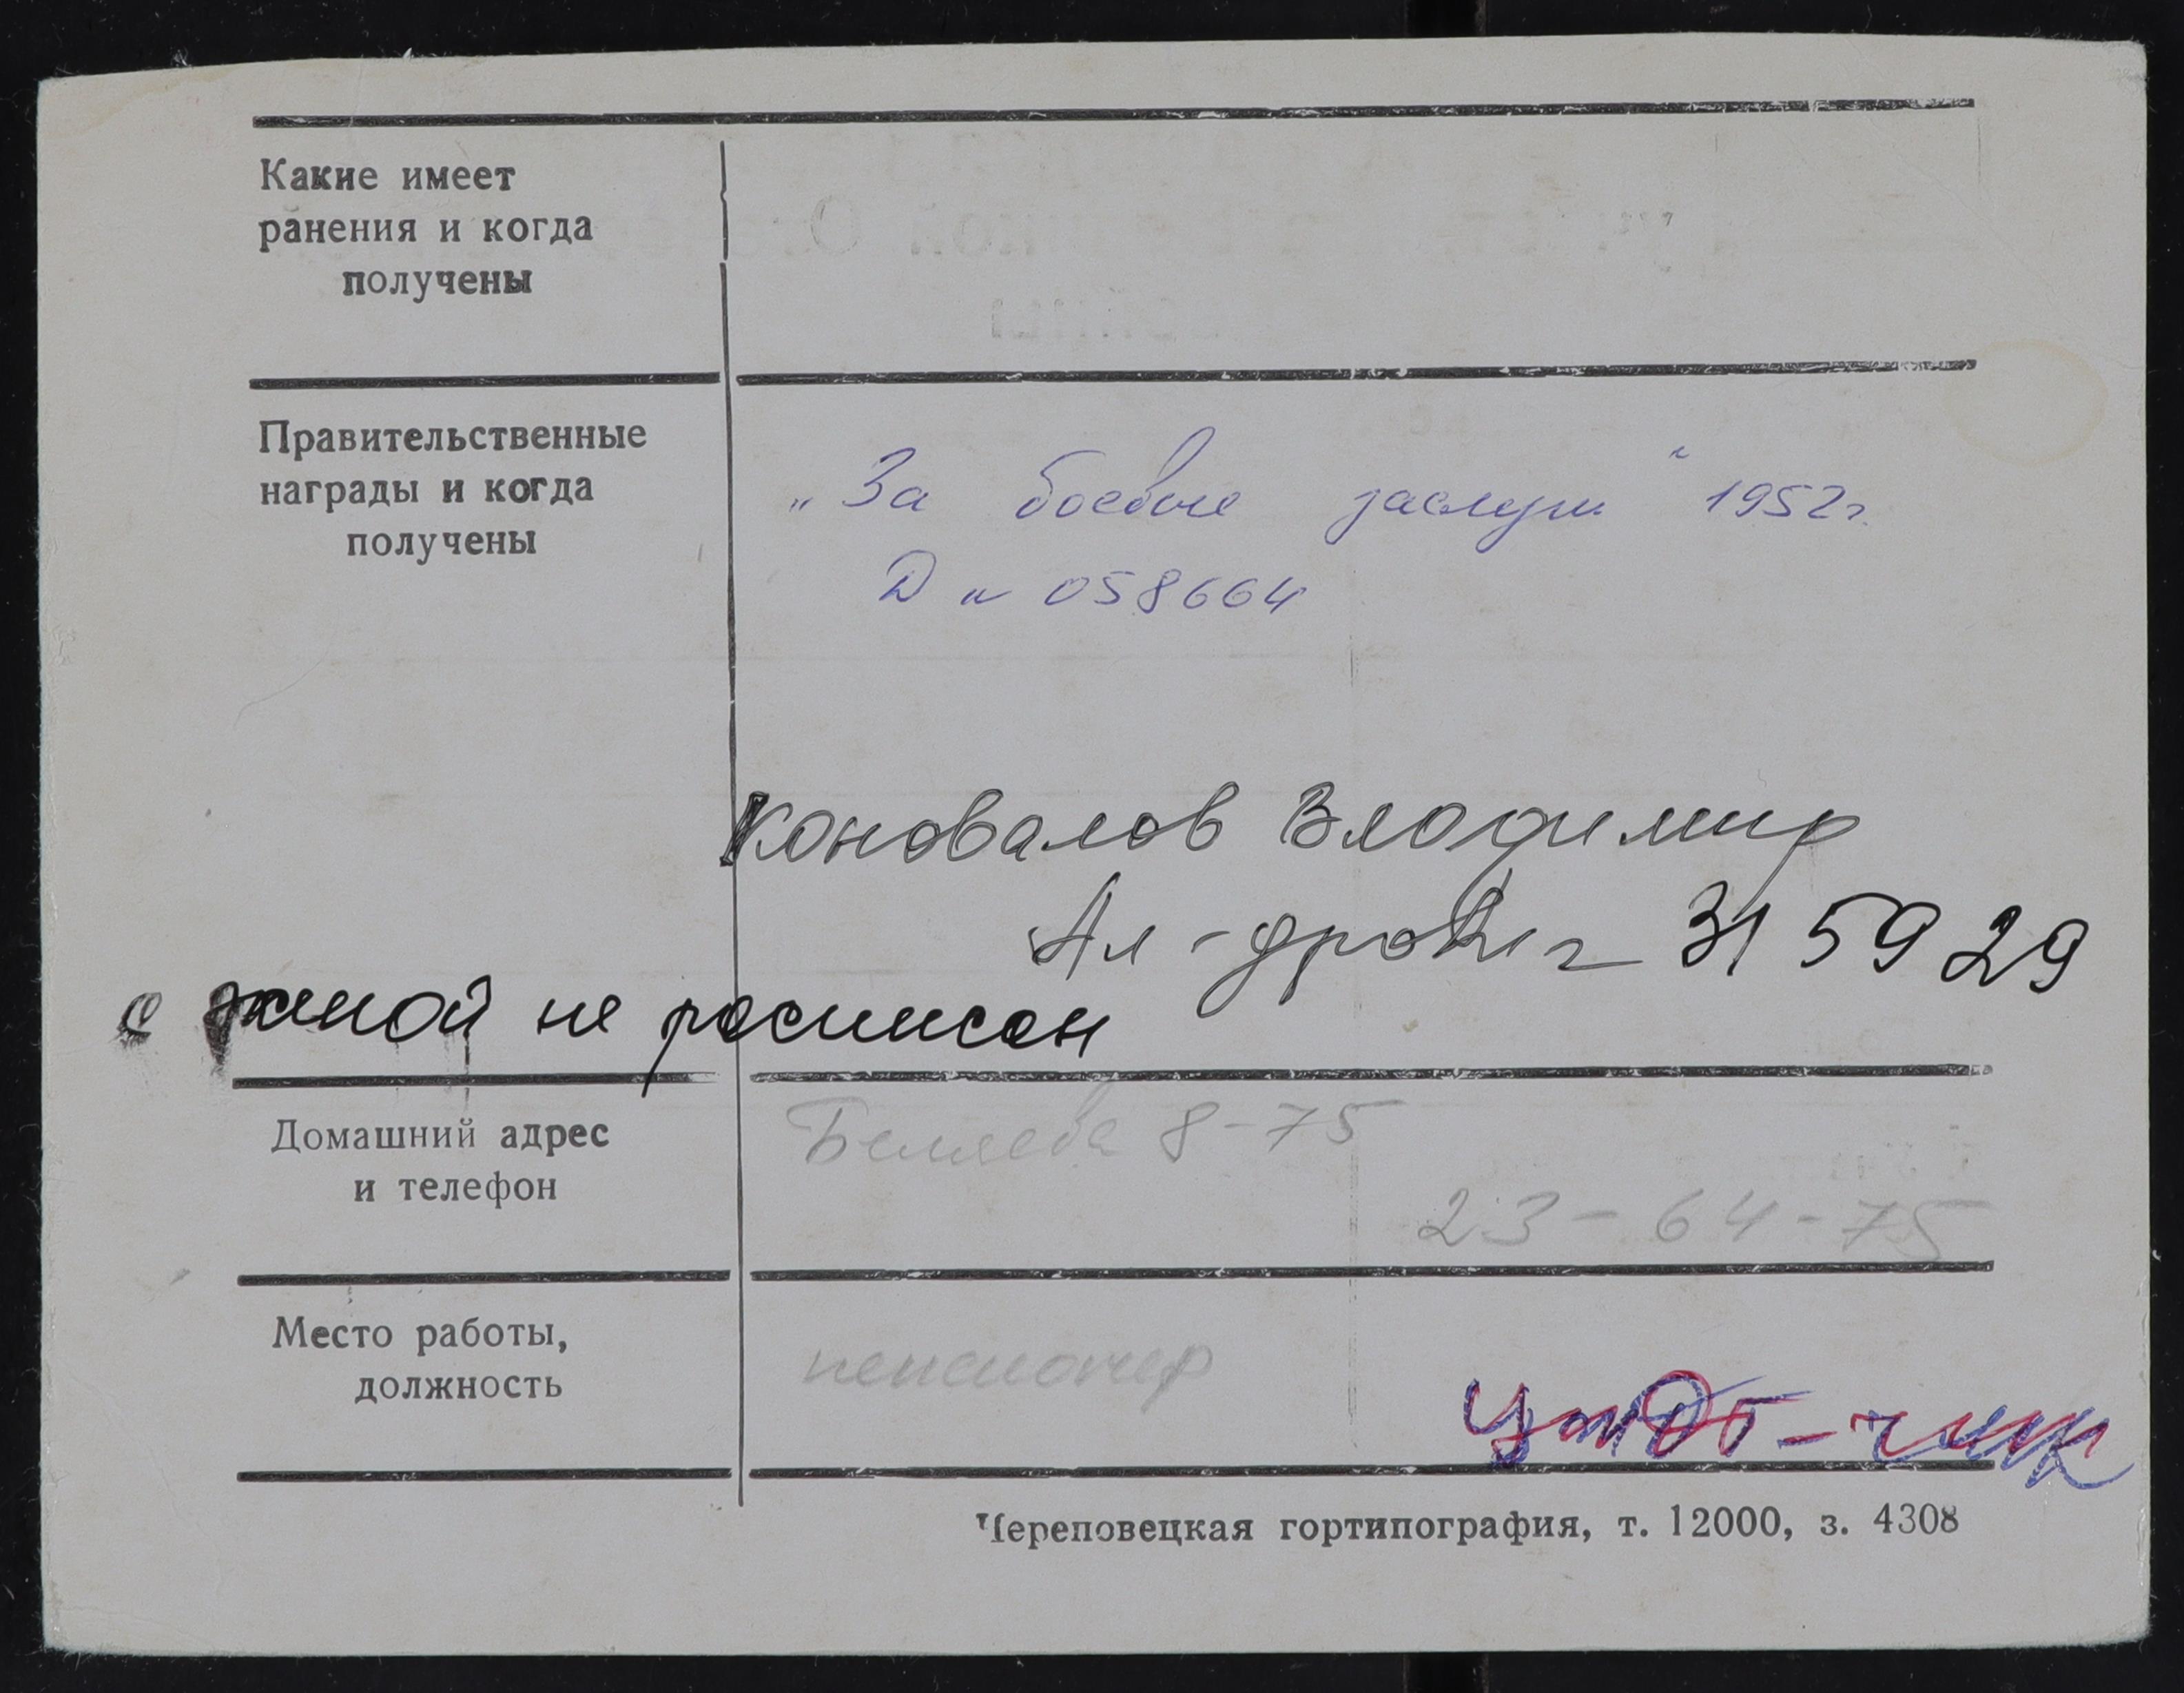 Какие имеет
ранения и когда
получены
Правительственные
награды и когда
получены
„За боевые заслуги“ 1952г.
Д № 058664
Коновалов Владимир
Ал-дрович 31 59 29
с женой не росписан
Домашний адрес
и телефон
Беляева 8-75
23-64-75
Место работы,
должность
пенсионер
Череповецкая гортипография, т. 12000, з. 4308